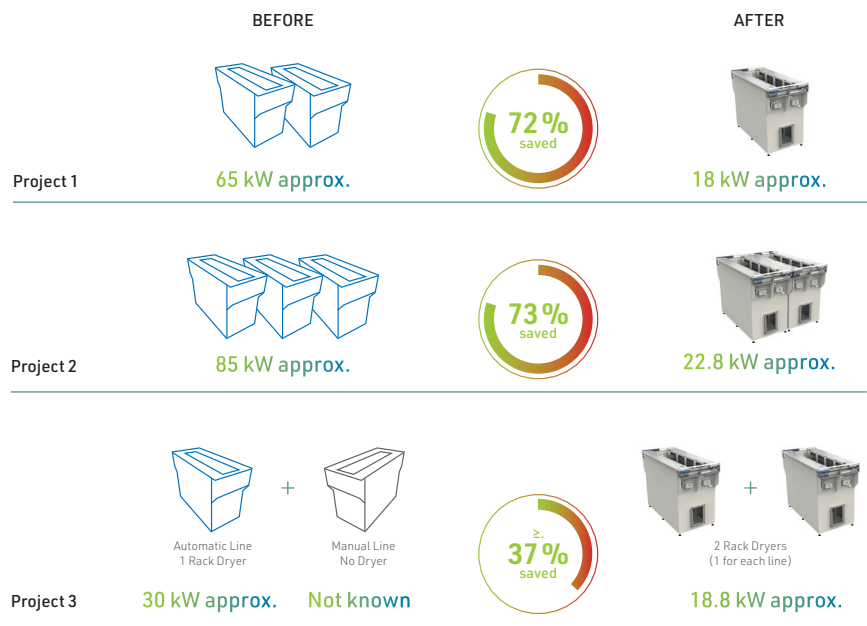 BEFORE
AFTER
72%
saved
Project 1
65 kW approx.
18 kW approx.
73%
saved
Project 2
85 kW approx.
22.8 kW approx.
+
+
≥.
37%
saved
Automatic Line
1 Rack Dryer
Manual Line
No Dryer
2 Rack Dryers
(1 for each line)
Project 3
30 kW approx.
Not known
18.8 kW approx.